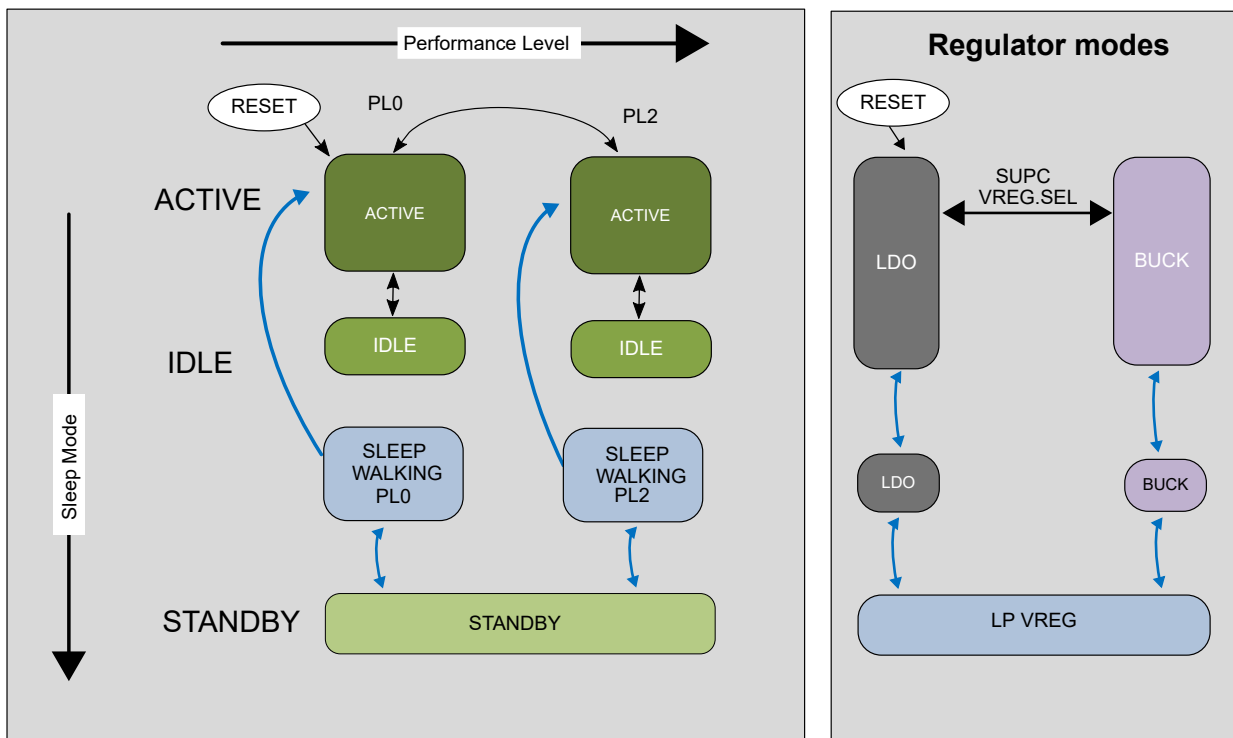 Performance Level
RESET
PL0
PL2
ACTIVE
ACTIVE
ACTIVE
IDLE
IDLE
IDLE
SLEEP
WALKING
PL0
SLEEP
WALKING
PL2
STANDBY
STANDBY
Sleep Mode
Regulator modes
RESET
SUPC
VREG.SEL
LDO
BUCK
LDO
BUCK
LP VREG